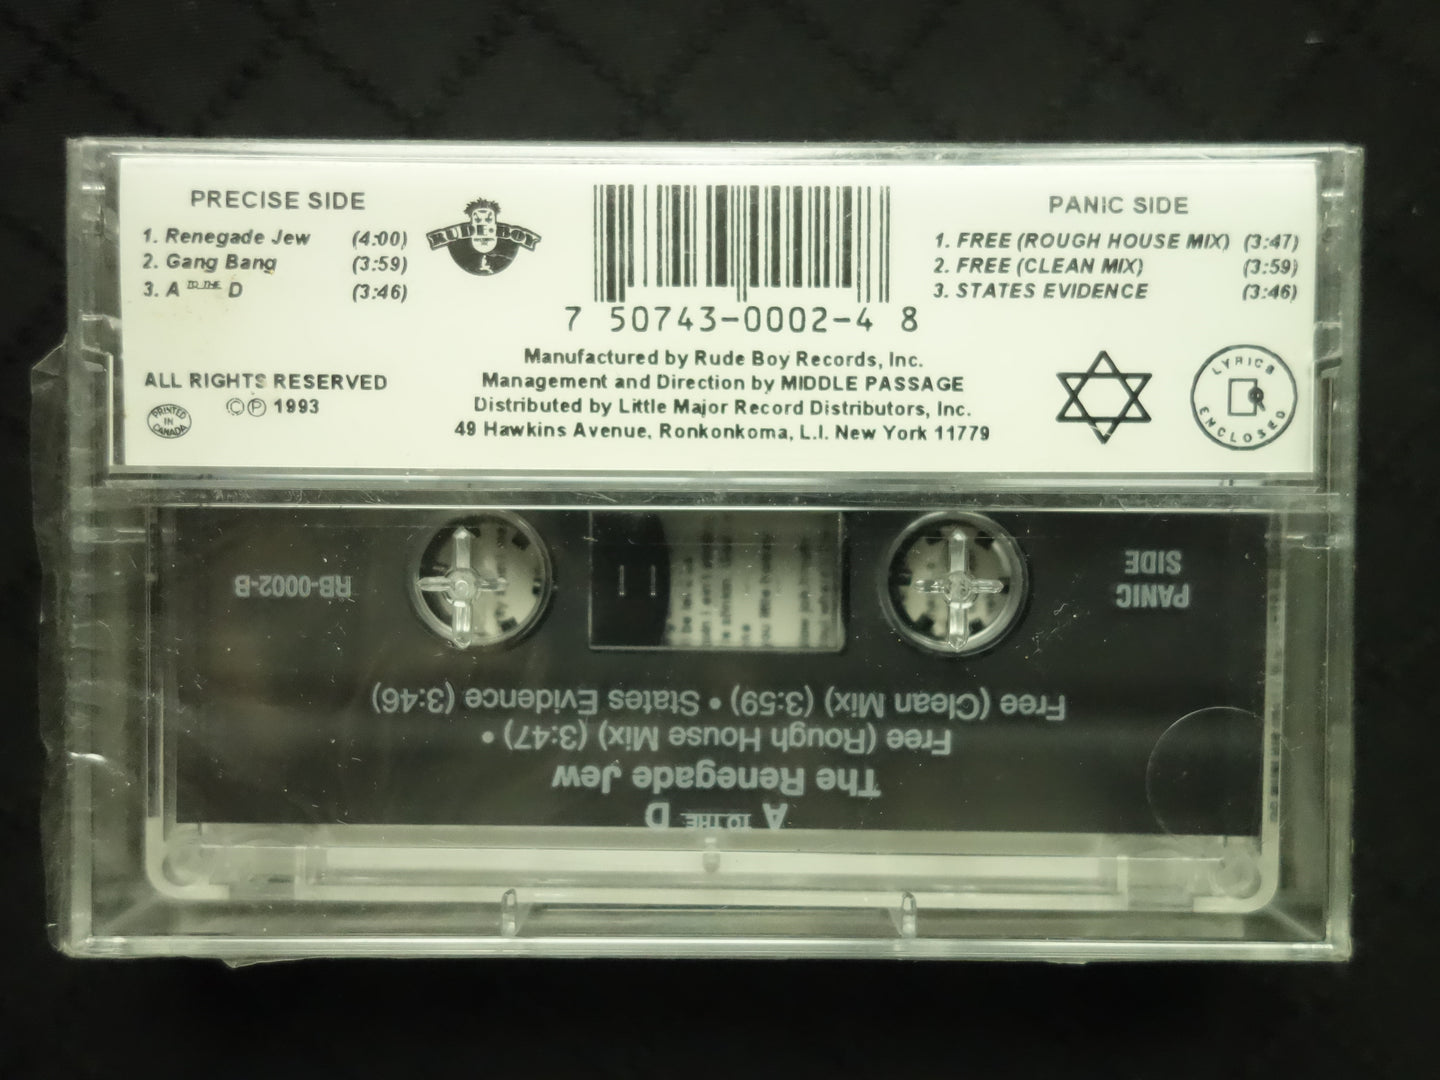 PRECISE SIDE
1. Renegade Jew (4:00)
2. Gang Bang (3:59)
3. A TO THE D (3:46)
RUDE BOY
PANIC SIDE
1. FREE (ROUGH HOUSE MIX) (3:47)
2. FREE (CLEAN MIX) (3:59)
3. STATES EVIDENCE (3:46)
7 50743-0002-4 8
Manufactured by Rude Boy Records, Inc.
Management and Direction by MIDDLE PASSAGE
Distributed by Little Major Record Distributors, Inc.
49 Hawkins Avenue, Ronkonkoma, L.I. New York 11779
ALL RIGHTS RESERVED
© ℗ 1993
PRINTED
IN
CANADA
LYRICS
ENCLOSED
A TO THE D
The Renegade Jew
Free (Rough House Mix) (3:47) •
Free (Clean Mix) (3:59) • States Evidence (3:46)
PANIC
SIDE
RB-0002-B